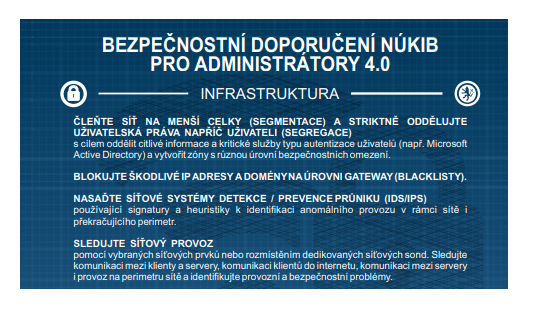 BEZPEČNOSTNÍ DOPORUČENÍ NÚKIB
PRO ADMINISTRÁTORY 4.0
INFRASTRUKTURA
ČLEŇTE SÍŤ NA MENŠÍ CELKY (SEGMENTACE) A STRIKTNĚ ODDĚLUJTE
UŽIVATELSKÁ PRÁVA NAPŘÍČ UŽIVATELI (SEGREGACE)
s cílem oddělit citlivé informace a kritické služby typu autentizace uživatelů (např. Microsoft
Active Directory) a vytvořit zóny s různou úrovní bezpečnostních omezení.
BLOKUJTE ŠKODLIVÉ IP ADRESY A DOMÉNY NA ÚROVNI GATEWAY (BLACKLISTY).
NASAĎTE SÍŤOVÉ SYSTÉMY DETEKCE / PREVENCE PRŮNIKU (IDS/IPS)
používající signatury a heuristiky k identifikaci anomálního provozu v rámci sítě i
překračujícího perimetr.
SLEDUJTE SÍŤOVÝ PROVOZ
pomocí vybraných síťových prvků nebo rozmístěním dedikovaných síťových sond. Sledujte
komunikaci mezi klienty a servery, komunikaci klientů do internetu, komunikaci mezi servery
i provoz na perimetru sítě a identifikujte provozní a bezpečnostní problémy.